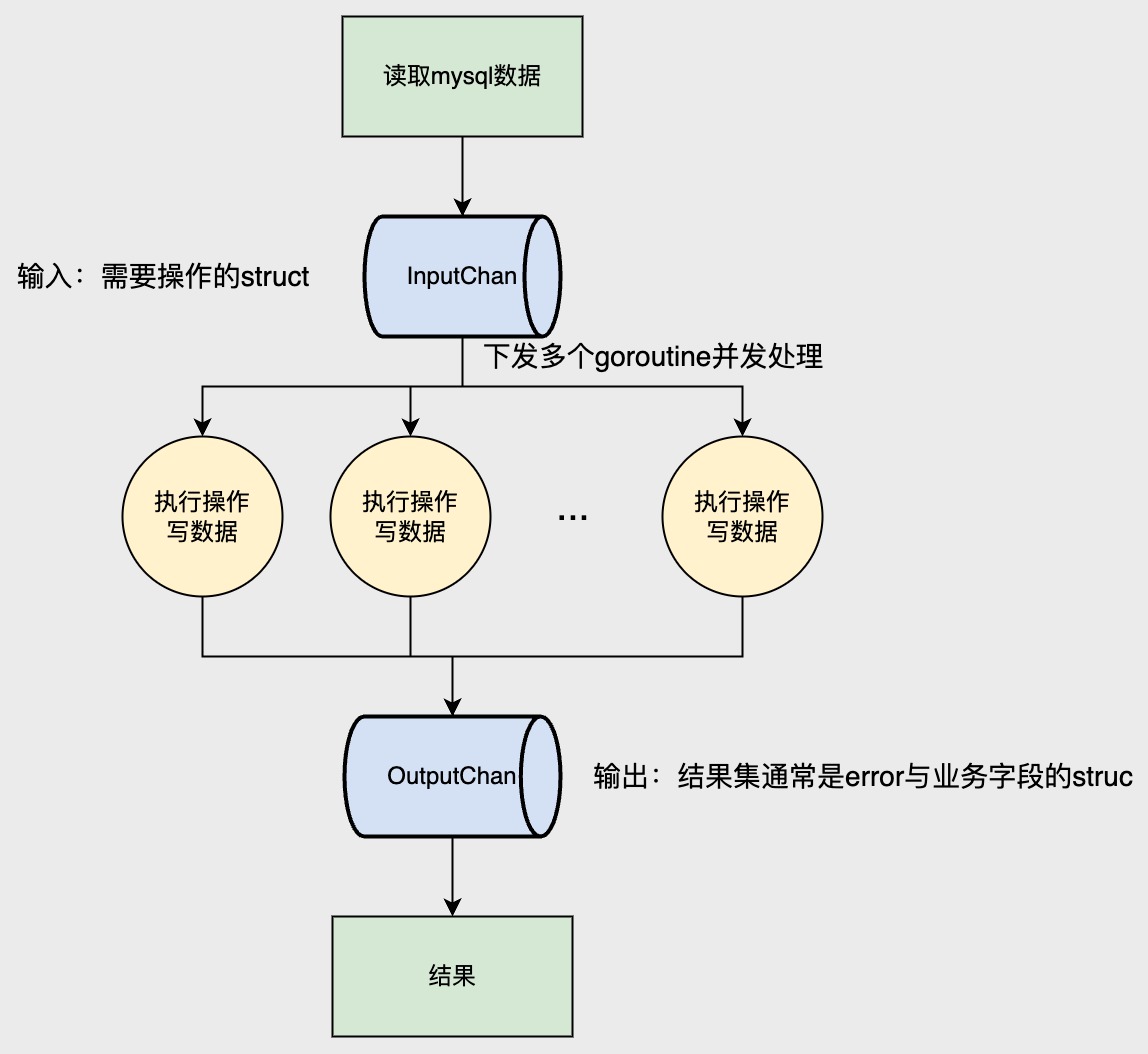 读取mysql数据
InputChan
输入：需要操作的struct
下发多个goroutine并发处理
执行操作
写数据
执行操作
写数据
...
执行操作
写数据
OutputChan
输出：结果集通常是error与业务字段的struc
结果